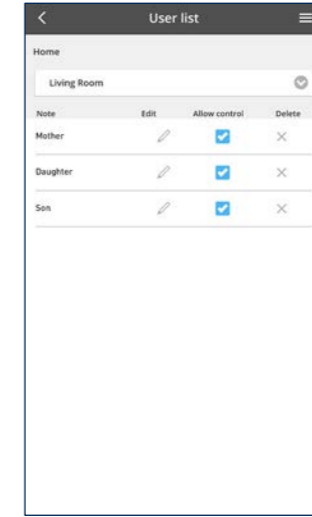 User list
Home
Living Room
Note Edit Allow control Delete
Mother
Daughter
Son